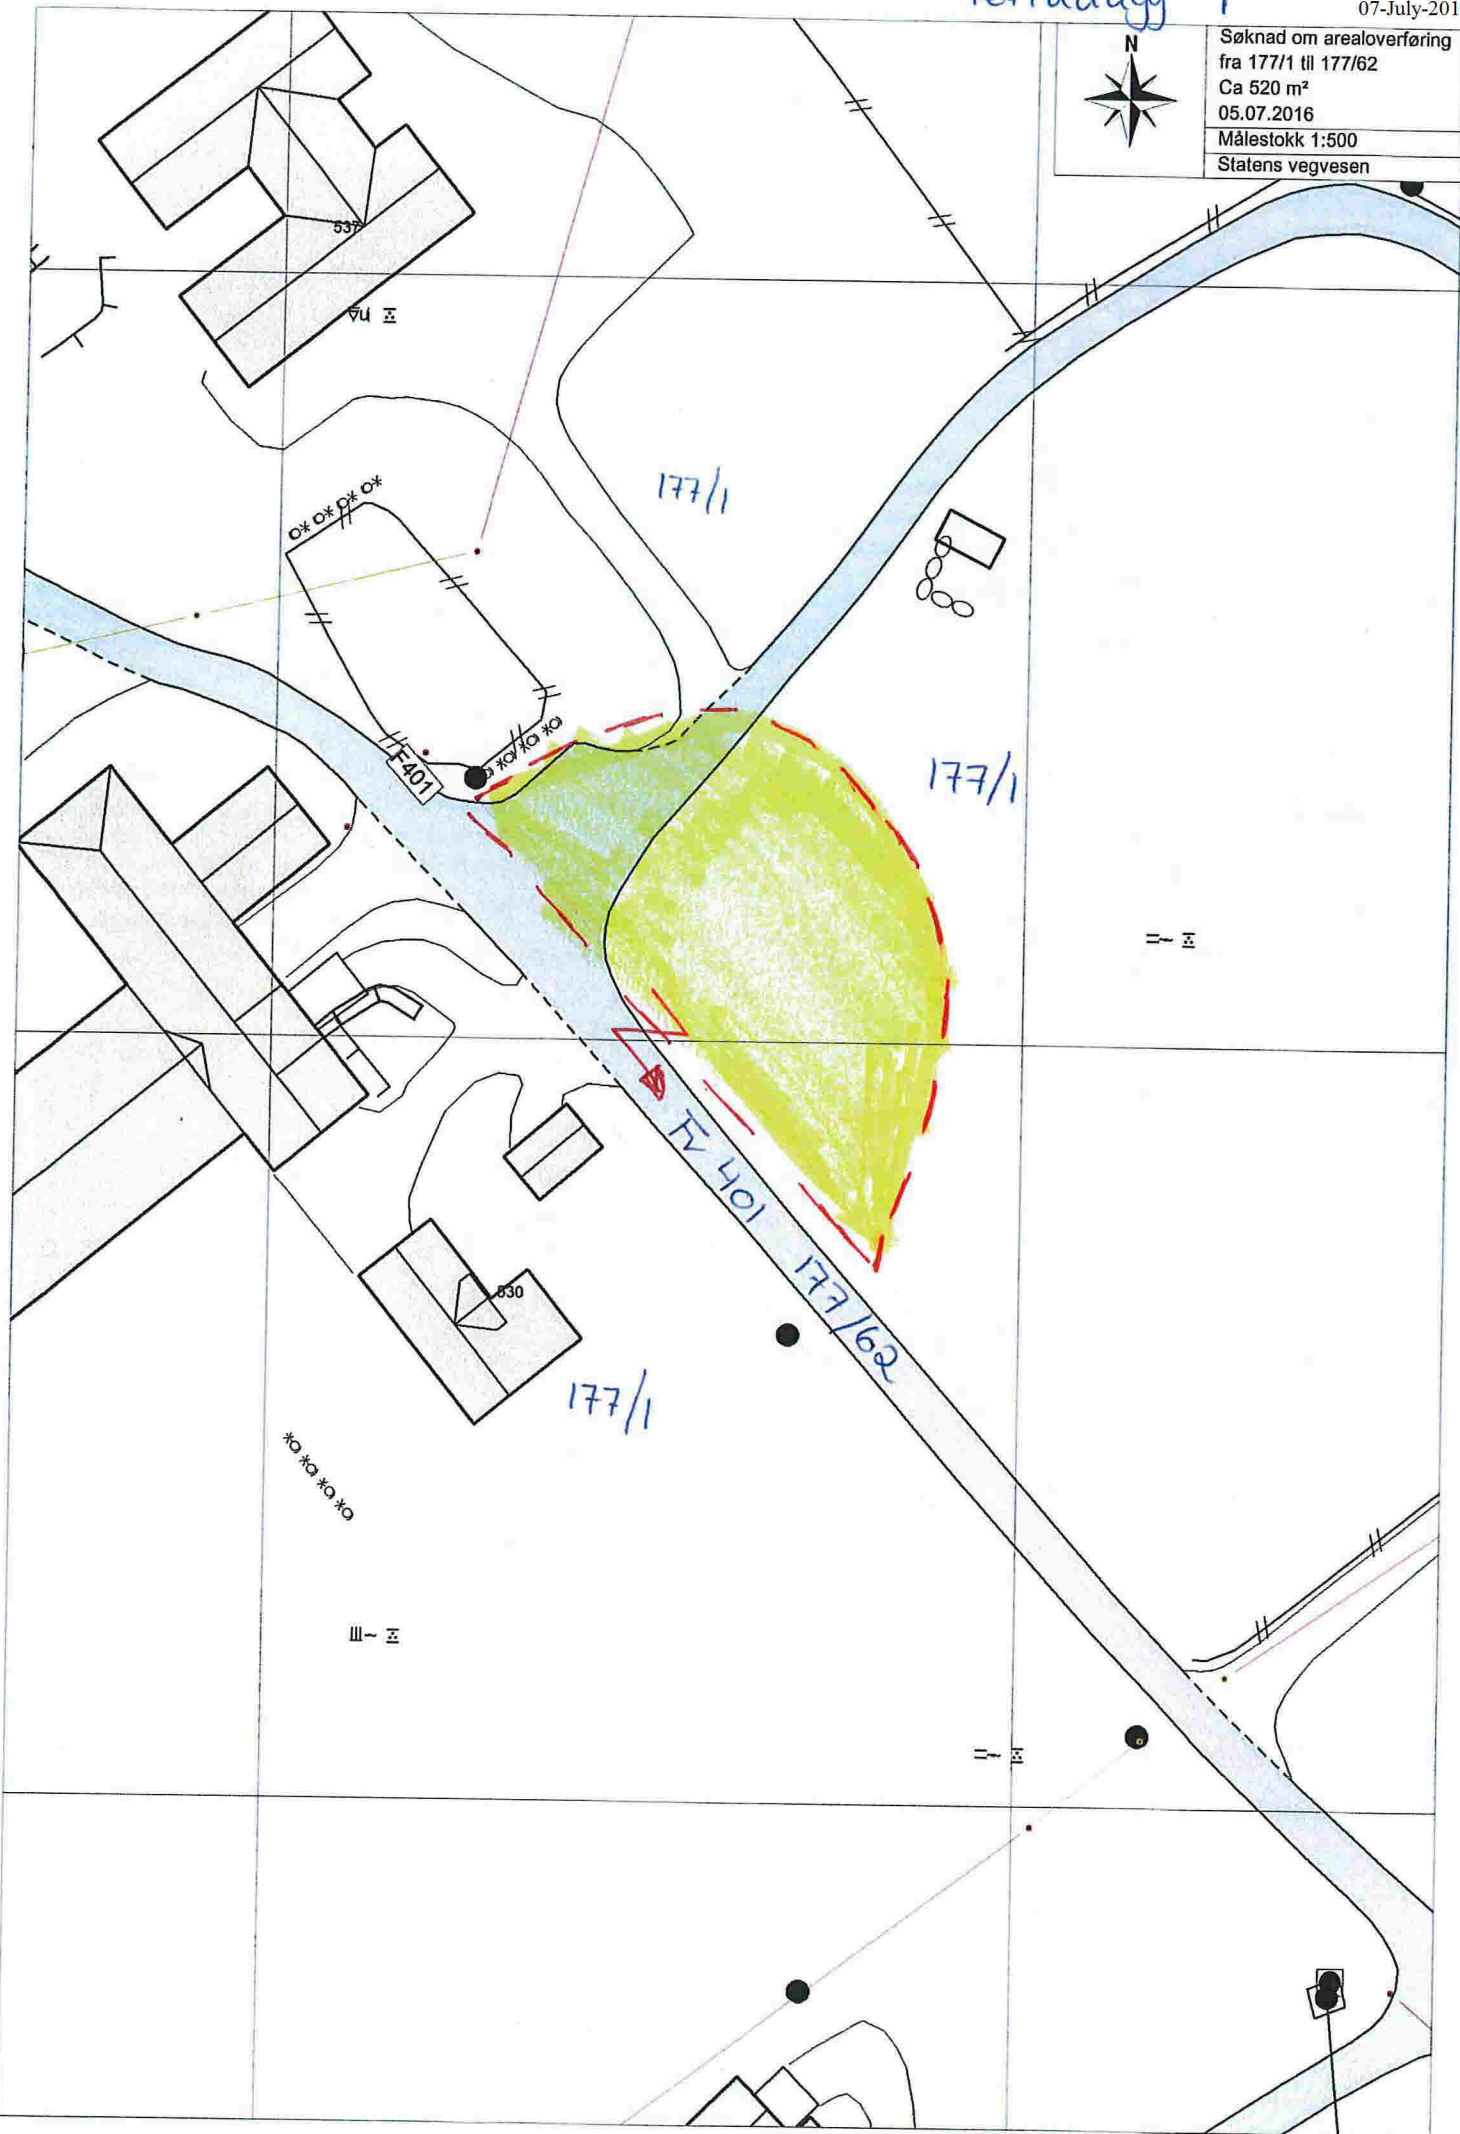 07-July-201
N
Søknad om arealoverføring
fra 177/1 til 177/62
Ca 520 m²
05.07.2016
Målestokk 1:500
Statens vegvesen
537
177/1
F401
177/1
Fv 401 177/62
530
177/1